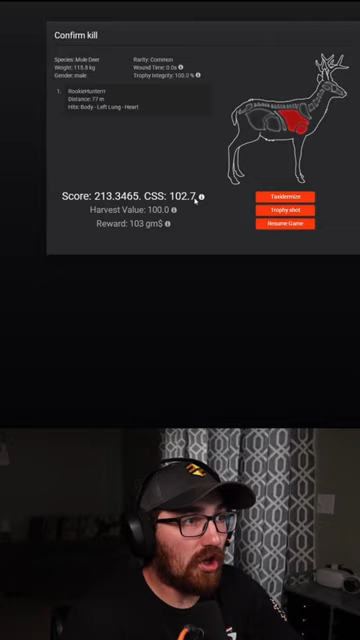 Confirm kill
Species: Mule Deer
Weight: 115.8 kg
Gender: male
Rarity: Common
Wound Time: 0.0s
Trophy Integrity: 100.0 %
1. RookieHunterrr
Distance: 77 m
Hits: Body - Left Lung - Heart
Score: 213.3465. CSS: 102.7
Harvest Value: 100.0
Reward: 103 gm$
Taxidermize
Trophy shot
Resume Game